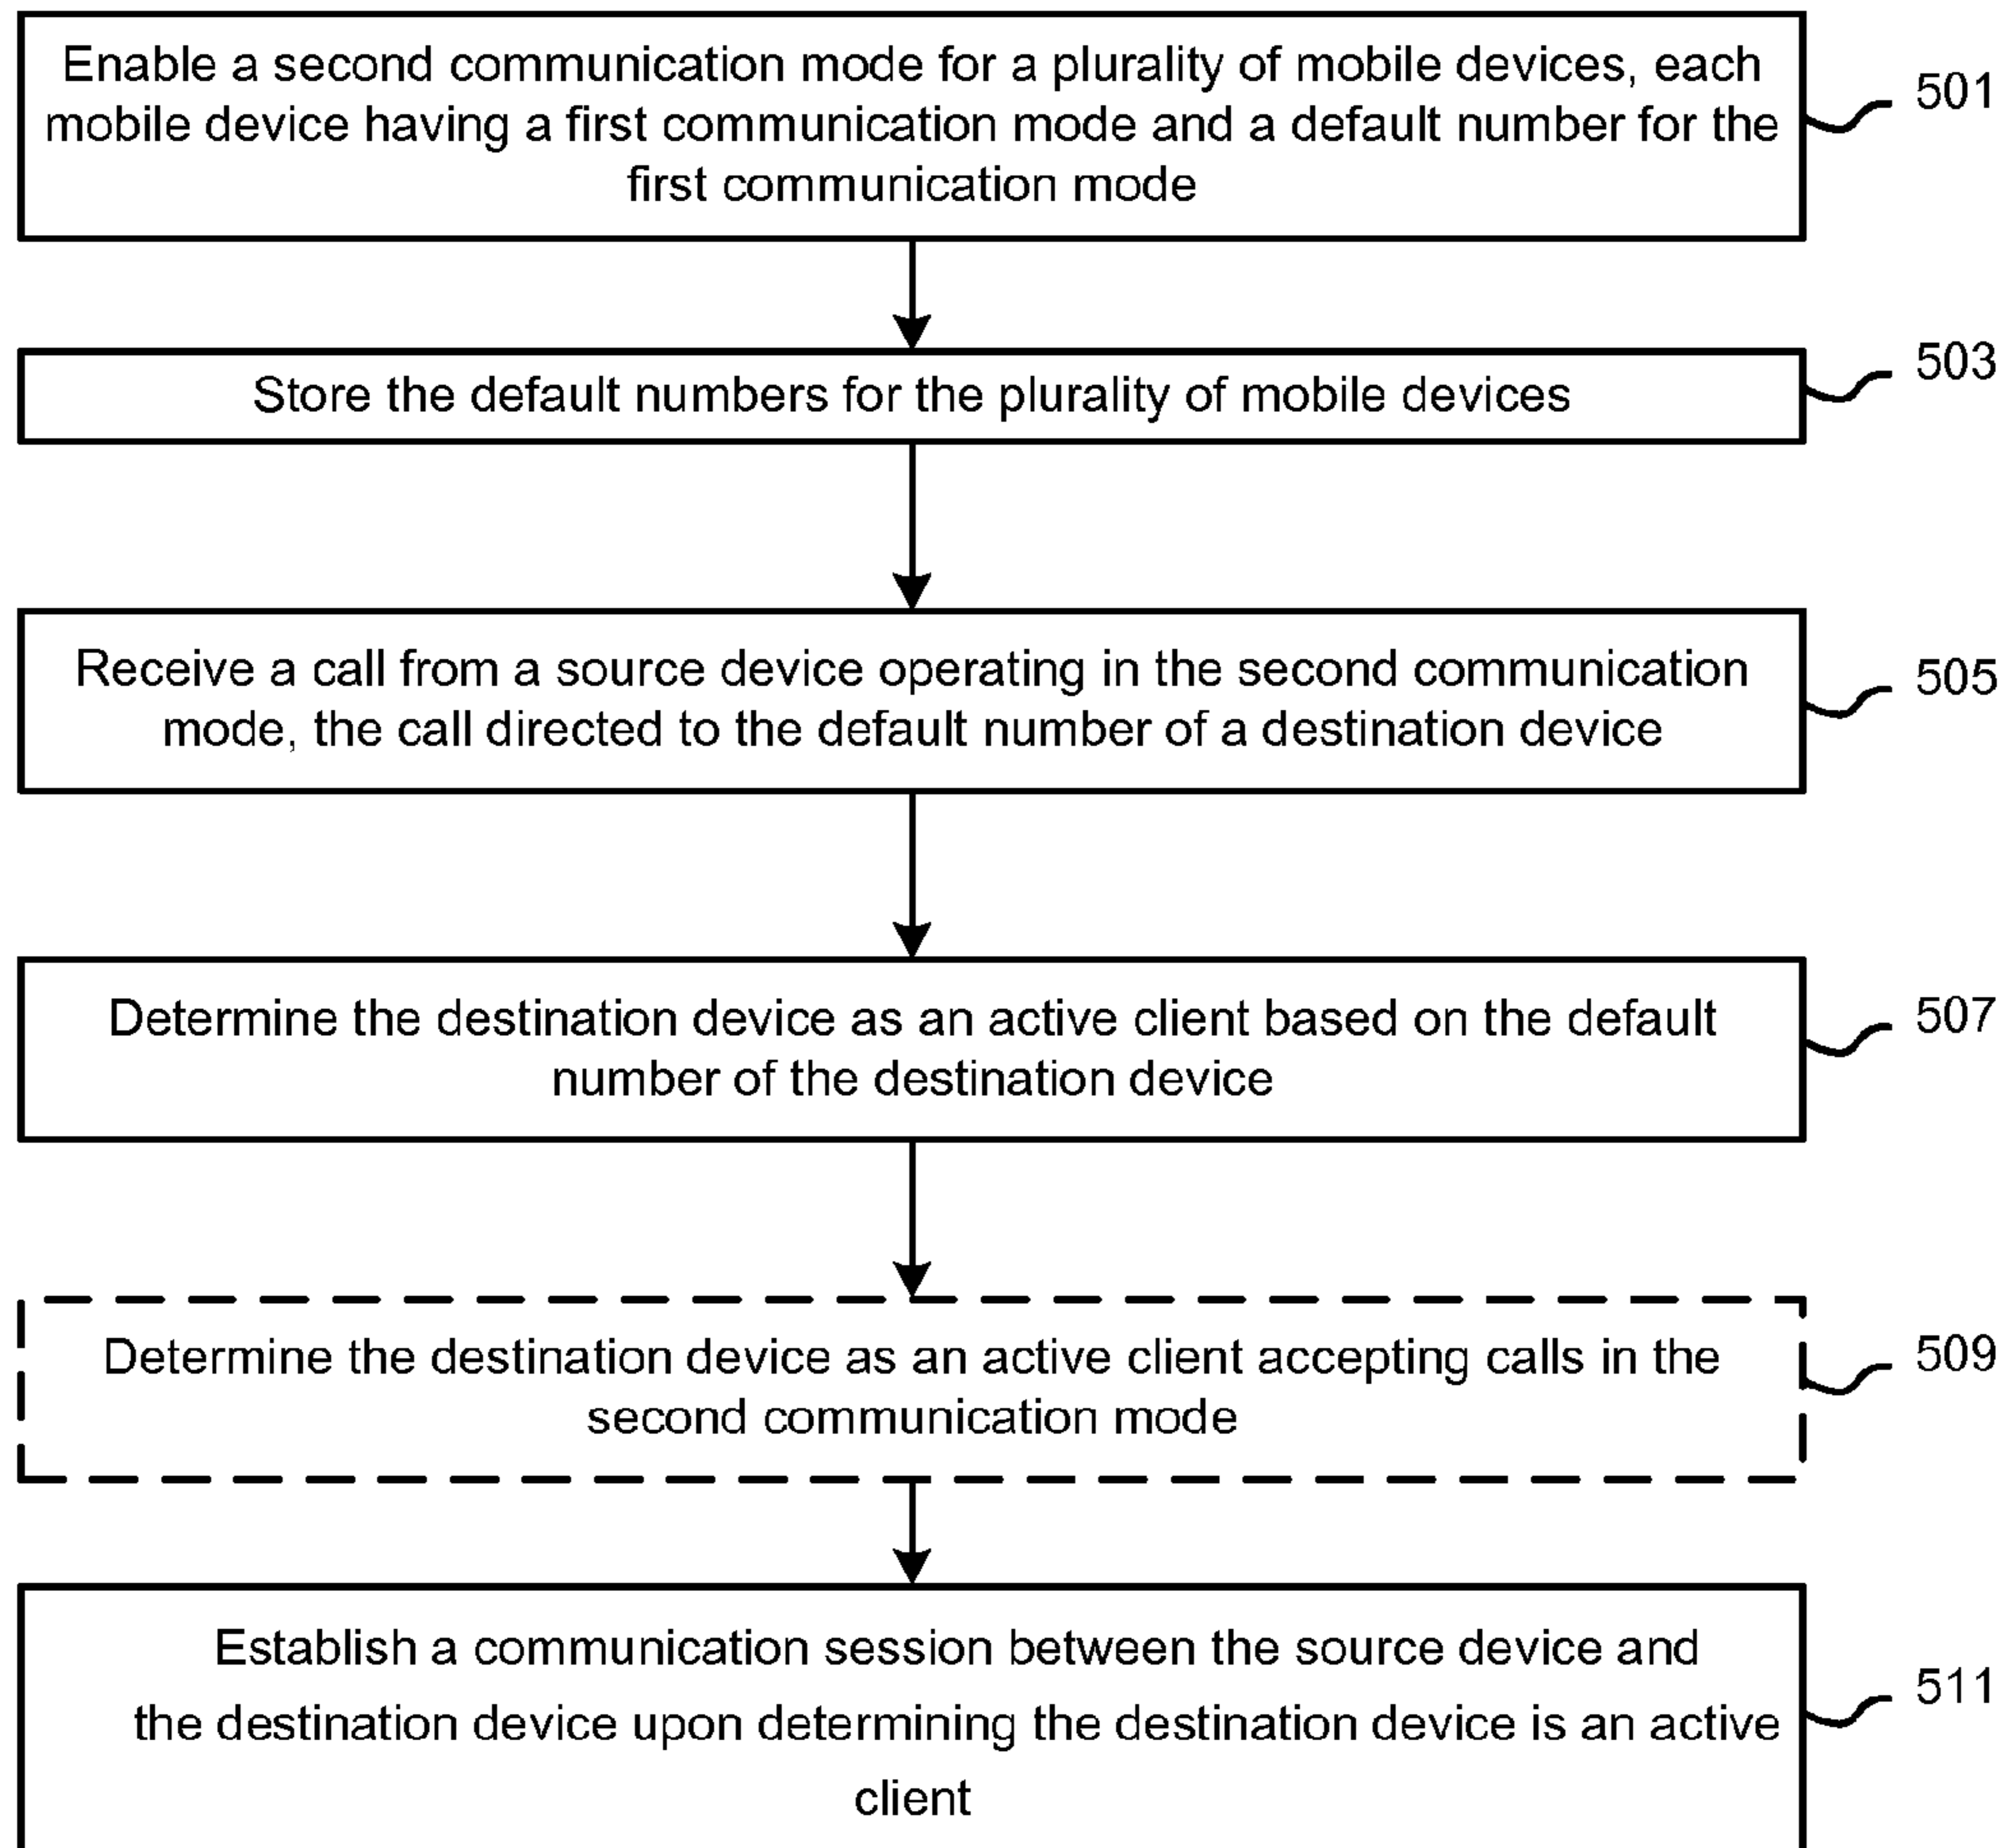 Enable a second communication mode for a plurality of mobile devices, each
mobile device having a first communication mode and a default number for the
first communication mode
501
Store the default numbers for the plurality of mobile devices
503
Receive a call from a source device operating in the second communication
mode, the call directed to the default number of a destination device
505
Determine the destination device as an active client based on the default
number of the destination device
507
Determine the destination device as an active client accepting calls in the
second communication mode
509
Establish a communication session between the source device and
the destination device upon determining the destination device is an active
client
511